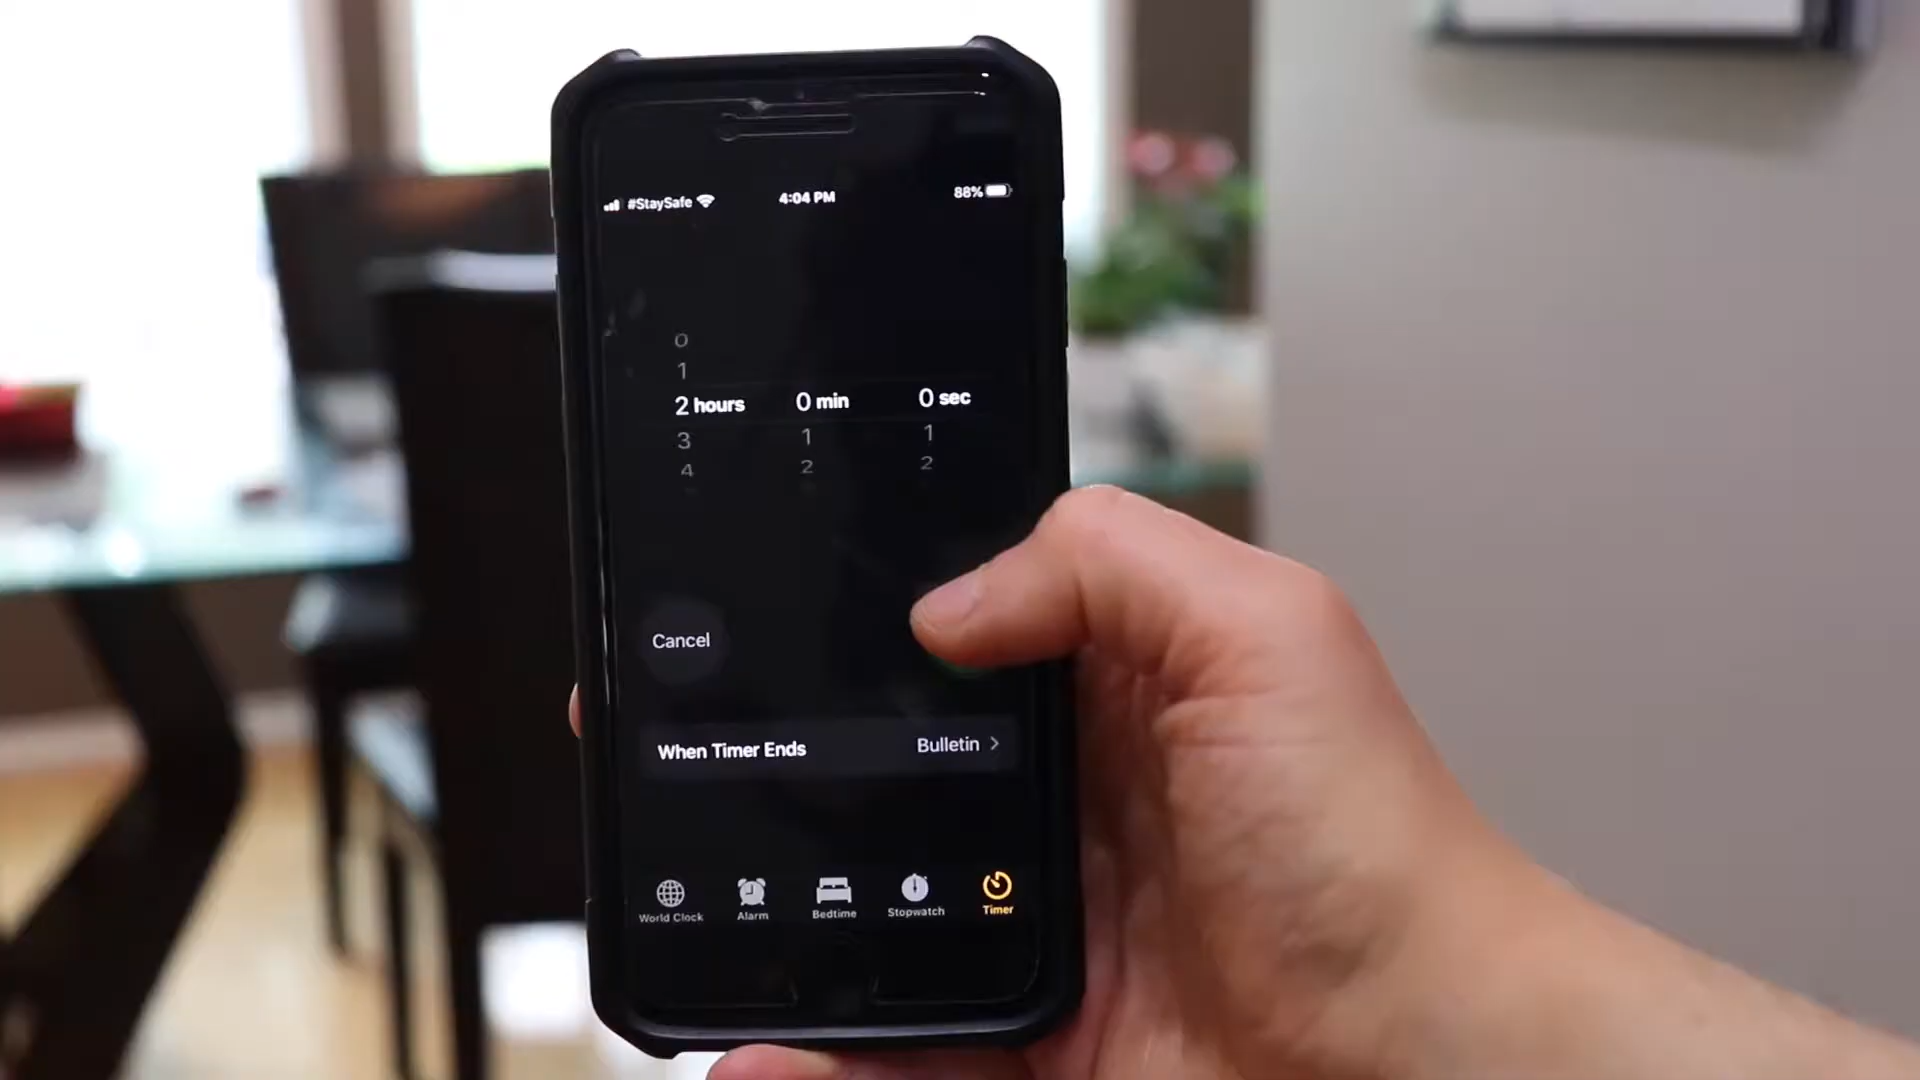 #StaySafe 4:04 PM 88%
0
1
2 hours 0 min 0 sec
3 1 1
4 2 2
Cancel
When Timer Ends Bulletin >
World Clock Alarm Bedtime Stopwatch Timer